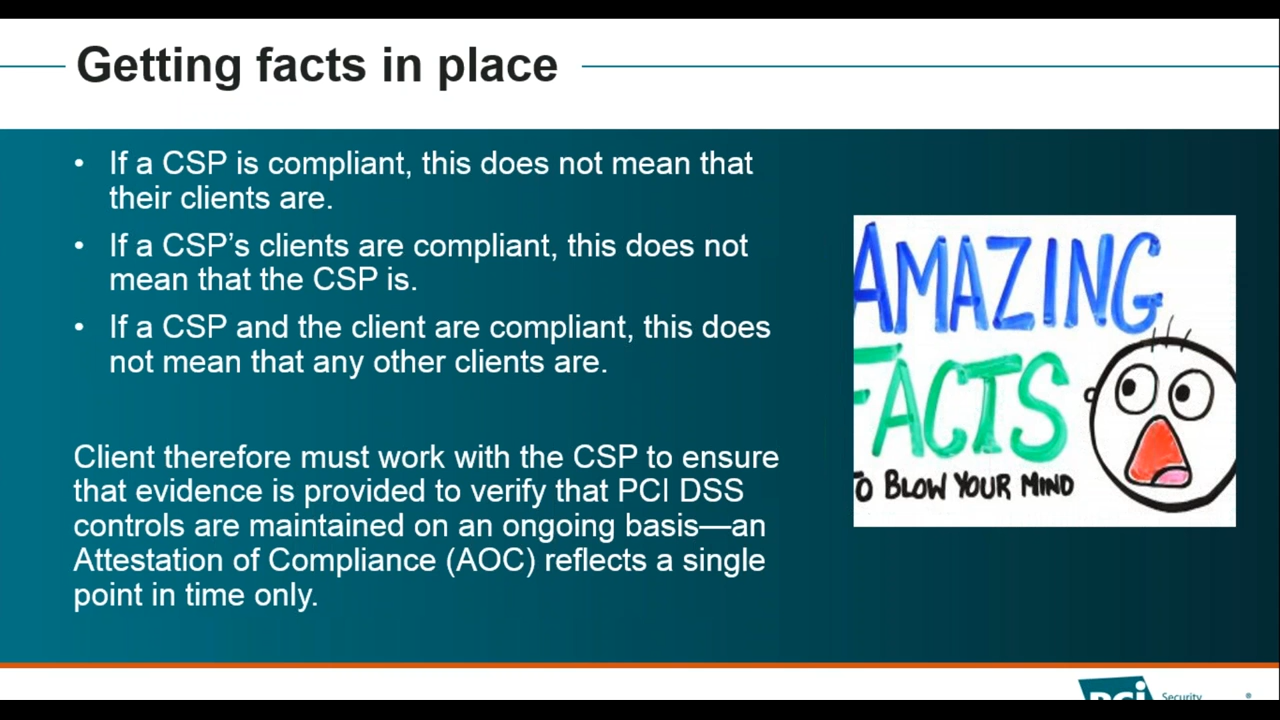 Getting facts in place
• If a CSP is compliant, this does not mean that
their clients are.
• If a CSP’s clients are compliant, this does not
mean that the CSP is.
• If a CSP and the client are compliant, this does
not mean that any other clients are.
Client therefore must work with the CSP to ensure
that evidence is provided to verify that PCI DSS
controls are maintained on an ongoing basis—an
Attestation of Compliance (AOC) reflects a single
point in time only.
AMAZING
FACTS
TO BLOW YOUR MIND
PCi Security ®